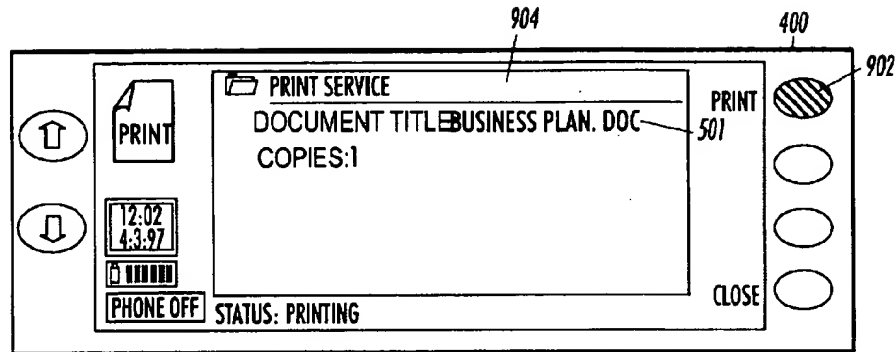 904
400
902
PRINT SERVICE
PRINT
DOCUMENT TITLE BUSINESS PLAN. DOC
501
PRINT
COPIES:1
12:02
4:3:97
PHONE OFF
STATUS: PRINTING
CLOSE